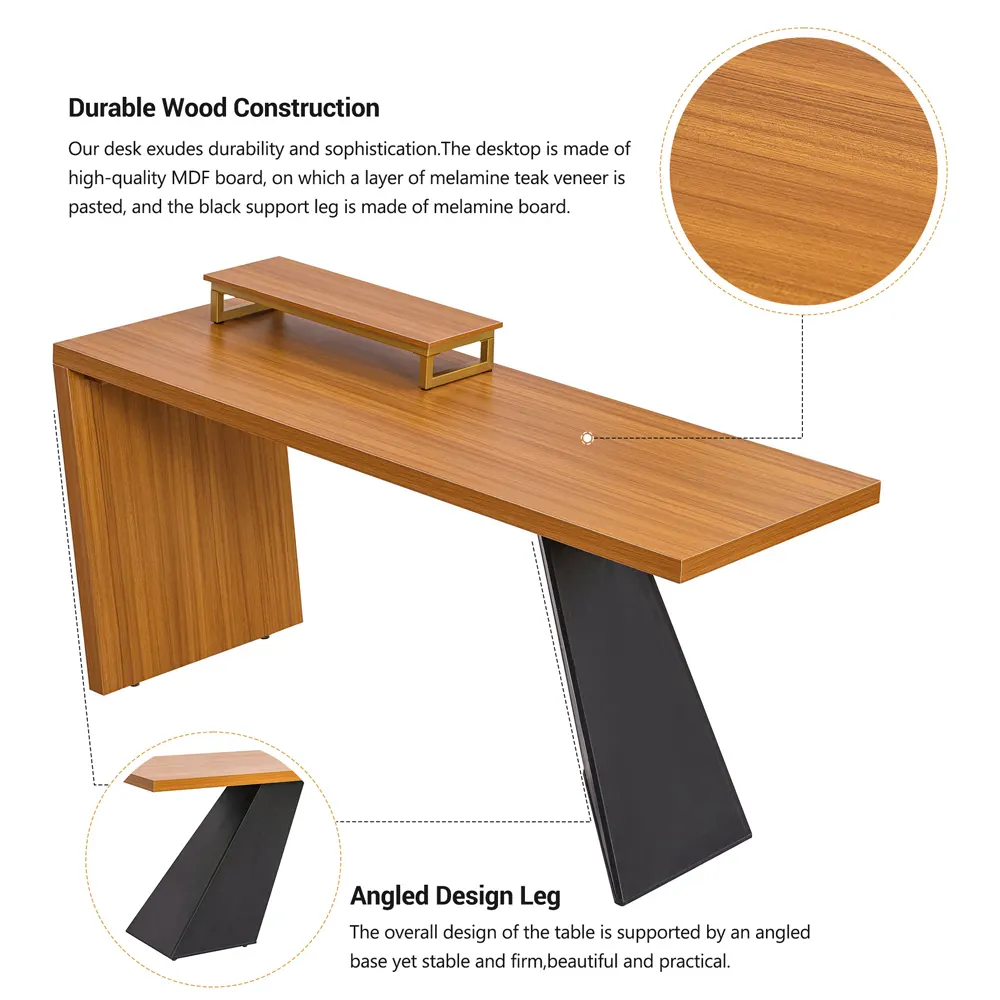 Durable Wood Construction
Our desk exudes durability and sophistication.The desktop is made of
high-quality MDF board, on which a layer of melamine teak veneer is
pasted, and the black support leg is made of melamine board.
Angled Design Leg
The overall design of the table is supported by an angled
base yet stable and firm,beautiful and practical.